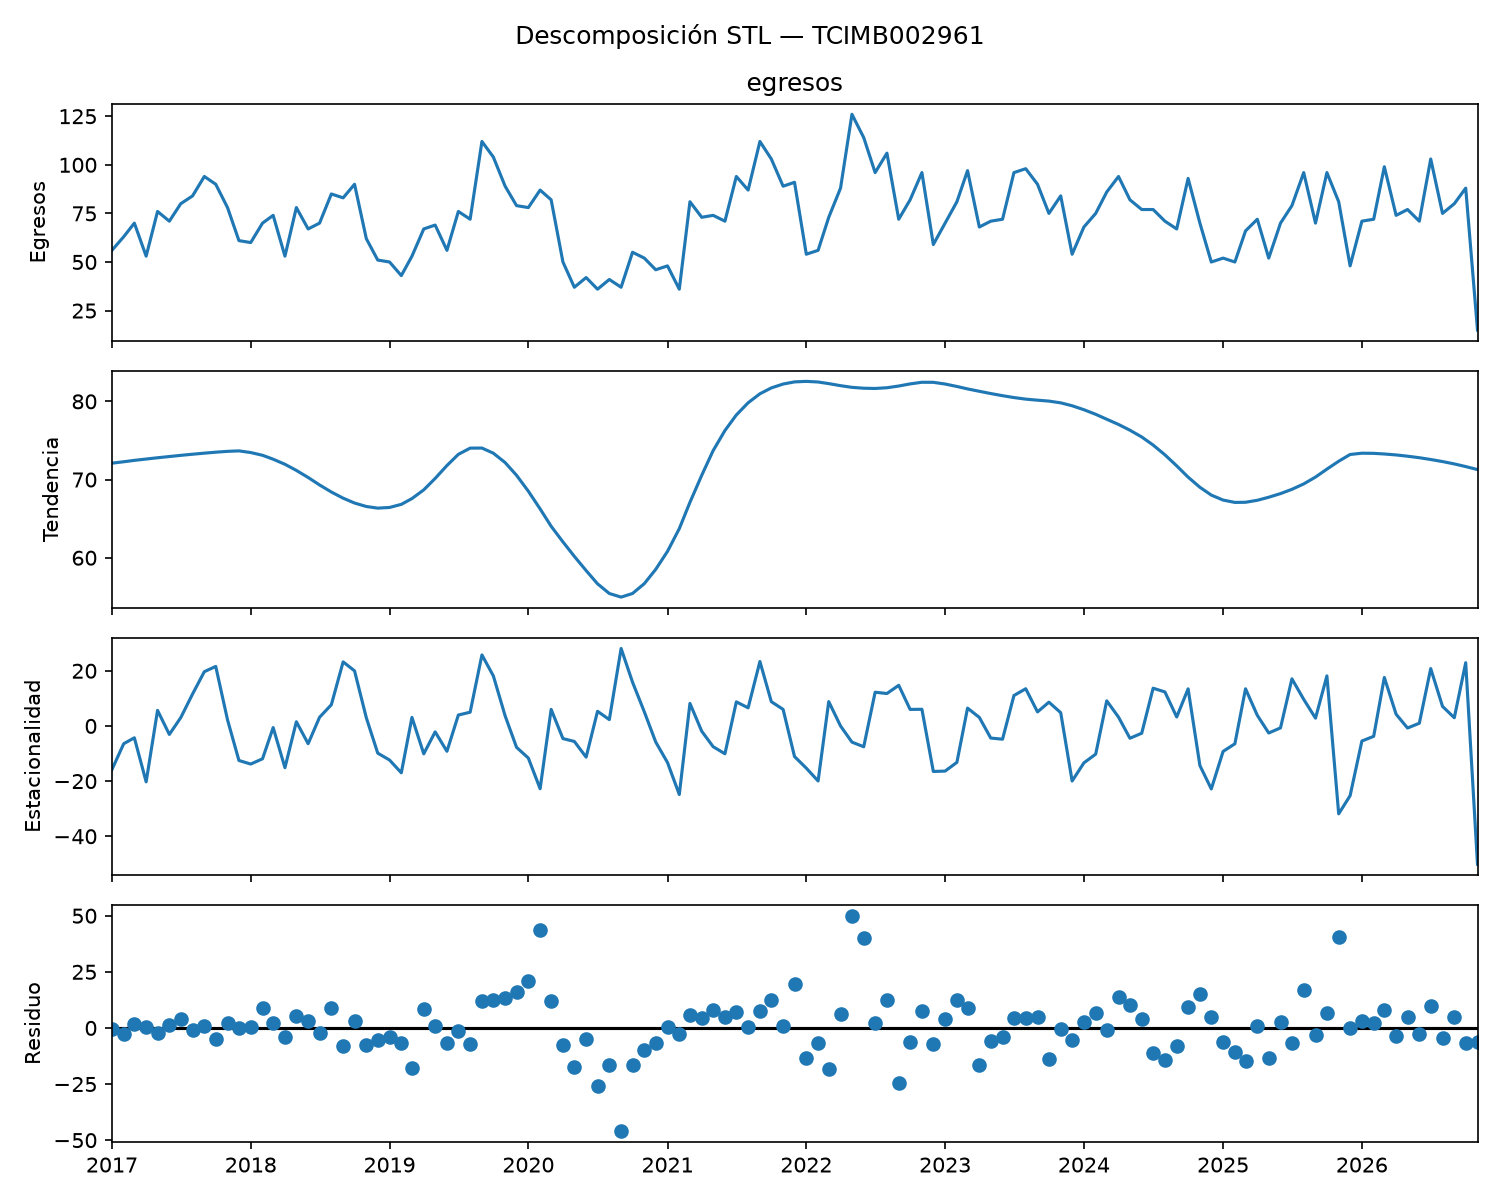 Descomposición STL — TCIMB002961
egresos
Egresos
125
100
75
50
25
Tendencia
80
70
60
Estacionalidad
20
0
−20
−40
Residuo
50
25
0
−25
−50
2017 2018 2019 2020 2021 2022 2023 2024 2025 2026